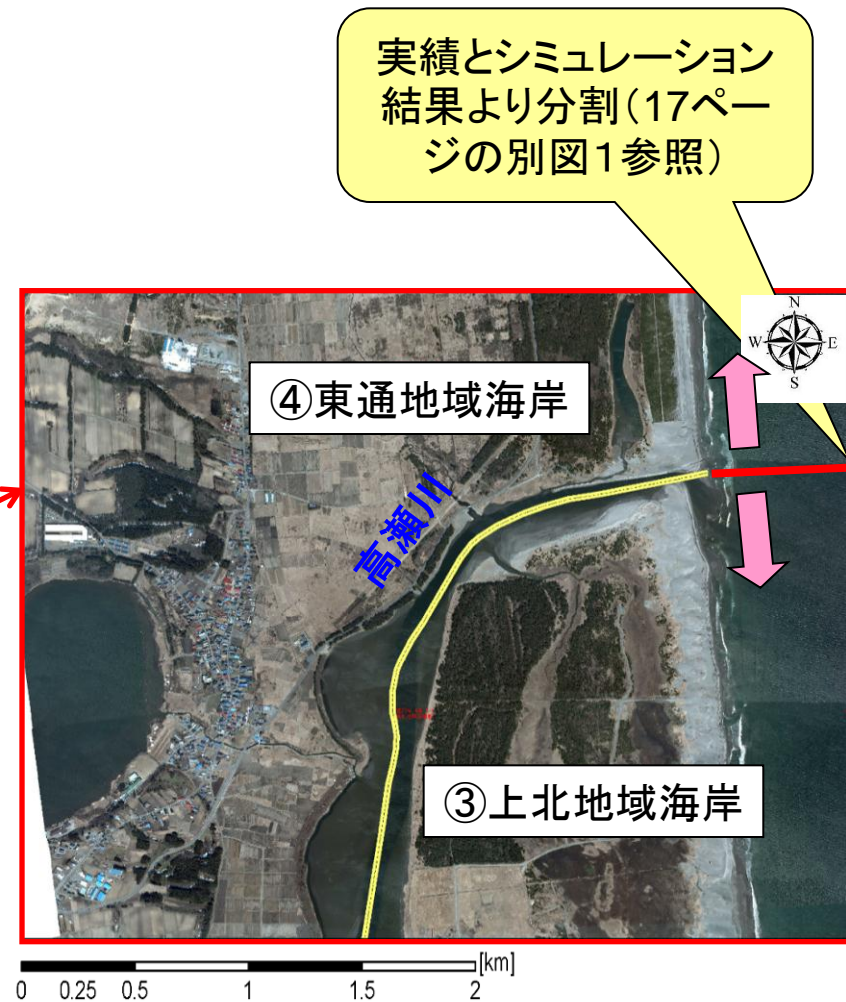 実績とシミュレーション
結果より分割(17ペー
ジの別図1参照)
N
W E
S
④東通地域海岸
高瀬川
③上北地域海岸
[km]
0 0.25 0.5 1 1.5 2